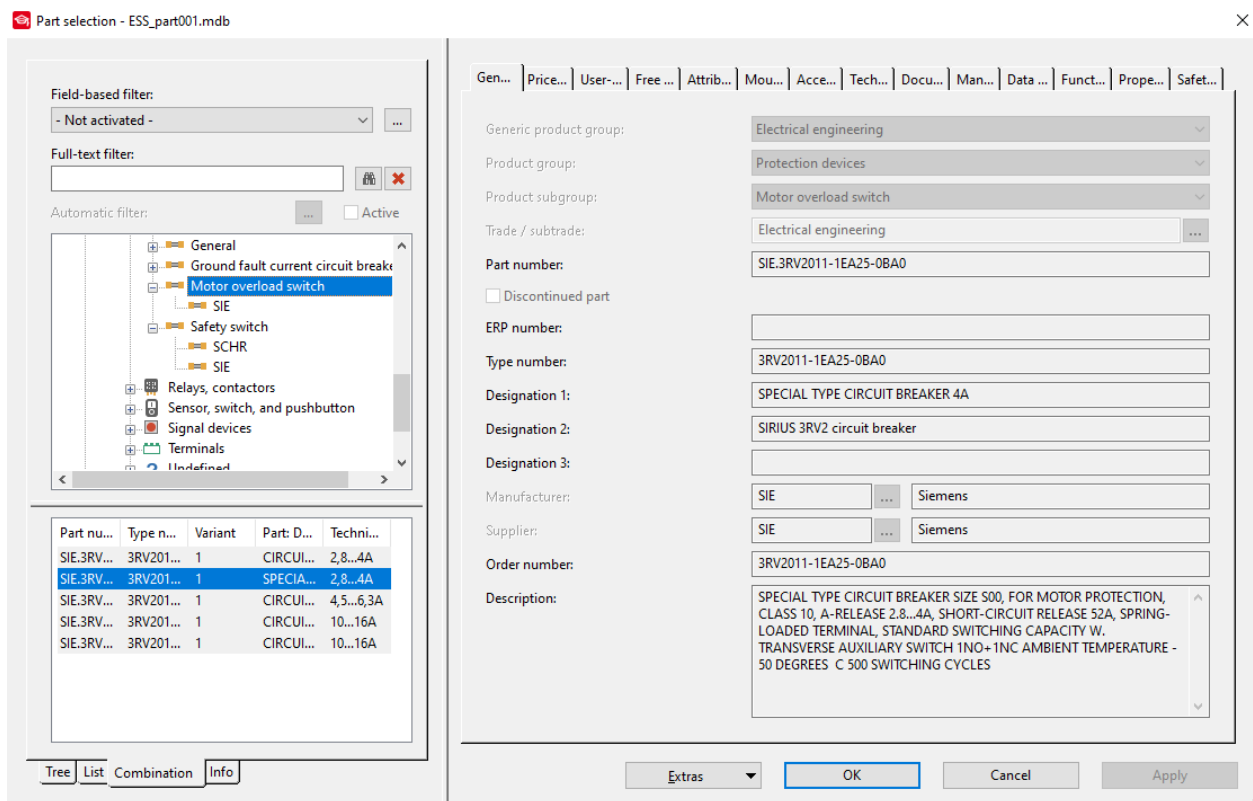 Part selection - ESS_part001.mdb
Field-based filter:
- Not activated -
...
Full-text filter:
Automatic filter:
...
Active
General
Ground fault current circuit breake
Motor overload switch
SIE
Safety switch
SCHR
SIE
Relays, contactors
Sensor, switch, and pushbutton
Signal devices
Terminals
Undefined
Part nu... Type n... Variant Part: D... Techni...
SIE.3RV... 3RV201... 1 CIRCUI... 2,8...4A
SIE.3RV... 3RV201... 1 SPECIA... 2,8...4A
SIE.3RV... 3RV201... 1 CIRCUI... 4,5...6,3A
SIE.3RV... 3RV201... 1 CIRCUI... 10...16A
SIE.3RV... 3RV201... 1 CIRCUI... 10...16A
Tree List Combination Info
Gen... Price... User-... Free ... Attrib... Mou... Acce... Tech... Docu... Man... Data ... Funct... Prope... Safet...
Generic product group: Electrical engineering
Product group: Protection devices
Product subgroup: Motor overload switch
Trade / subtrade: Electrical engineering ...
Part number: SIE.3RV2011-1EA25-0BA0
Discontinued part
ERP number:
Type number: 3RV2011-1EA25-0BA0
Designation 1: SPECIAL TYPE CIRCUIT BREAKER 4A
Designation 2: SIRIUS 3RV2 circuit breaker
Designation 3:
Manufacturer: SIE ... Siemens
Supplier: SIE ... Siemens
Order number: 3RV2011-1EA25-0BA0
Description: SPECIAL TYPE CIRCUIT BREAKER SIZE S00, FOR MOTOR PROTECTION,
CLASS 10, A-RELEASE 2.8...4A, SHORT-CIRCUIT RELEASE 52A, SPRING-
LOADED TERMINAL, STANDARD SWITCHING CAPACITY W.
TRANSVERSE AUXILIARY SWITCH 1NO+1NC AMBIENT TEMPERATURE -
50 DEGREES  C 500 SWITCHING CYCLES
Extras OK Cancel Apply